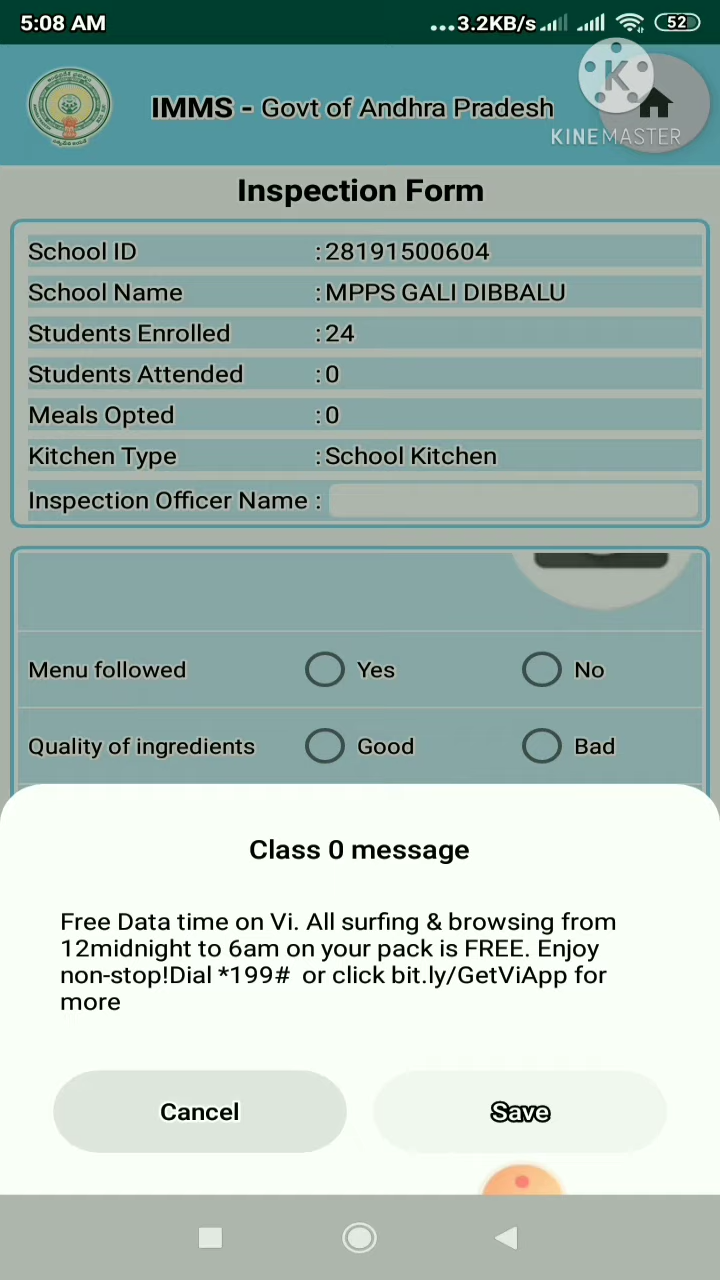 5:08 AM ...3.2KB/s 52
IMMS - Govt of Andhra Pradesh
K
KINEMASTER
Inspection Form
School ID : 28191500604
School Name : MPPS GALI DIBBALU
Students Enrolled : 24
Students Attended : 0
Meals Opted : 0
Kitchen Type : School Kitchen
Inspection Officer Name :
Menu followed Yes No
Quality of ingredients Good Bad
Class 0 message
Free Data time on Vi. All surfing & browsing from
12midnight to 6am on your pack is FREE. Enjoy
non-stop!Dial *199# or click bit.ly/GetViApp for
more
Cancel Save